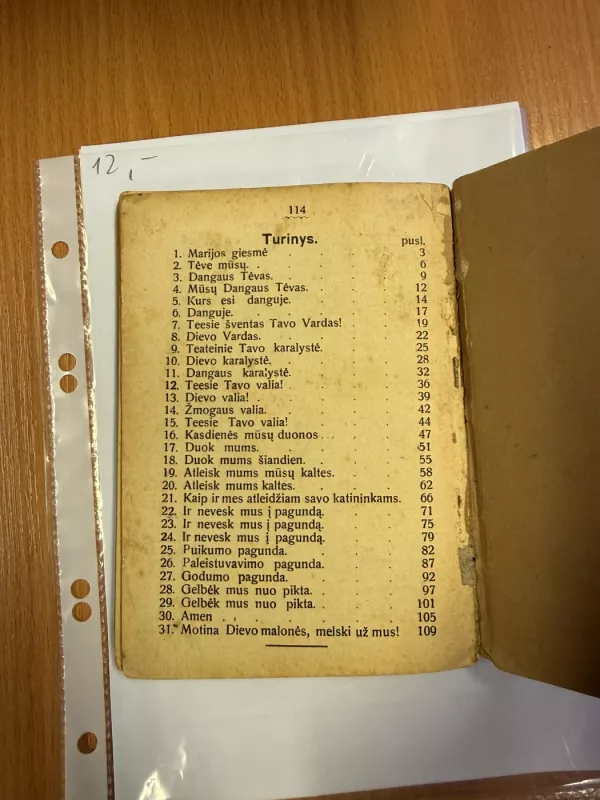 12,-
114
Turinys. pusl.
1. Marijos giesmė . . . . 3
2. Tėve mūsų. . . . . 6
3. Dangaus Tėvas. . . . 9
4. Mūsų Dangaus Tėvas. . . 12
5. Kurs esi danguje. . . . 14
6. Danguje. . . . . 17
7. Teesie šventas Tavo Vardas! . . 19
8. Dievo Vardas. . . . 22
9. Teateinie Tavo karalystė. . . 25
10. Dievo karalystė. . . . 28
11. Dangaus karalystė. . . . 32
12. Teesie Tavo valia! . . . 36
13. Dievo valia! . . . . 39
14. Žmogaus valia. . . . 42
15. Teesie Tavo valia! . . . 44
16. Kasdienės mūsų duonos . . . 47
17. Duok mums. . . . 51
18. Duok mums šiandien. . . 55
19. Atleisk mums mūsų kaltes. . . 58
20. Atleisk mums kaltes. . . . 62
21. Kaip ir mes atleidžiam savo katininkams. . 66
22. Ir nevesk mus į pagundą. . . 71
23. Ir nevesk mus į pagundą. . . 75
24. Ir nevesk mus į pagundą. . . 79
25. Puikumo pagunda. . . . 82
26. Paleistuvavimo pagunda. . . 87
27. Godumo pagunda. . . . 92
28. Gelbėk mus nuo pikta. . . . 97
29. Gelbėk mus nuo pikta. . . . 101
30. Amen . . . . . 105
31. Motina Dievo malonės, melski už mus! 109